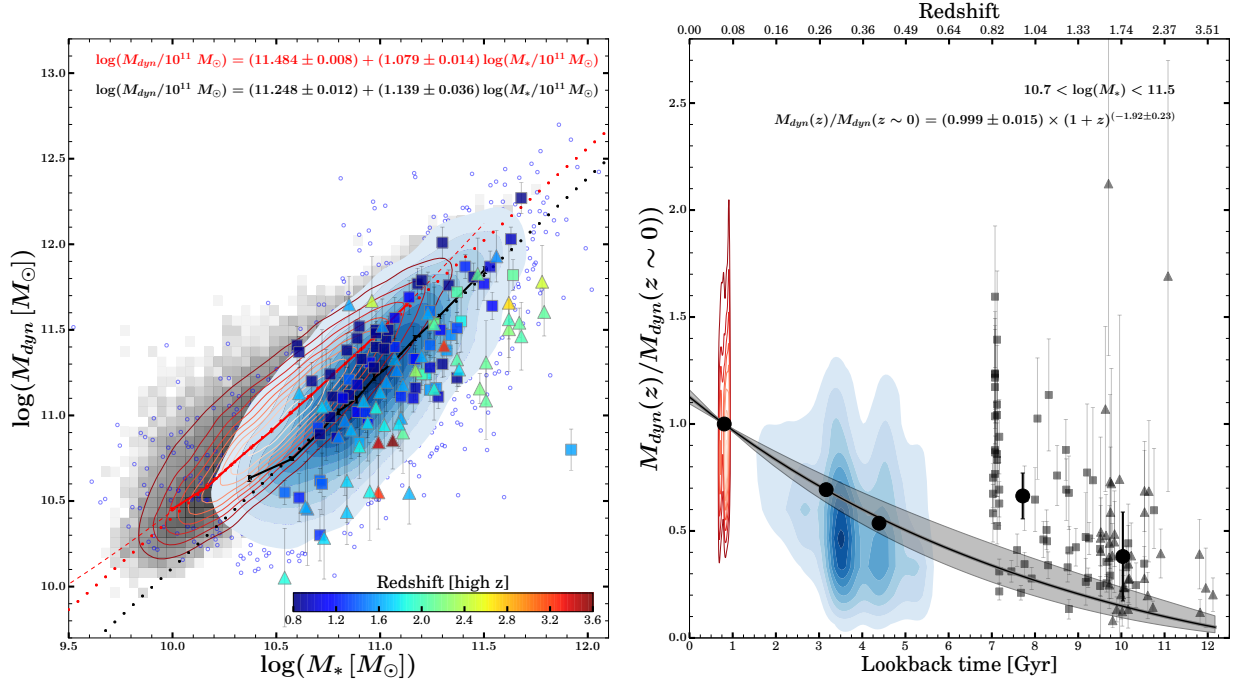 log(M_dyn/10^11 M_⊙) = (11.484 ± 0.008) + (1.079 ± 0.014) log(M_*/10^11 M_⊙)
log(M_dyn/10^11 M_⊙) = (11.248 ± 0.012) + (1.139 ± 0.036) log(M_*/10^11 M_⊙)
13.0
12.5
12.0
11.5
11.0
10.5
10.0
log(M_dyn [M_⊙])
Redshift [high z]
0.8 1.2 1.6 2.0 2.4 2.8 3.2 3.6
9.5 10.0 10.5 11.0 11.5 12.0
log(M_* [M_⊙])
Redshift
0.00 0.08 0.16 0.26 0.36 0.49 0.64 0.82 1.04 1.33 1.74 2.37 3.51
10.7 < log(M_*) < 11.5
M_dyn(z)/M_dyn(z ∼ 0) = (0.999 ± 0.015) × (1 + z)^(−1.92±0.23)
2.5
2.0
1.5
1.0
0.5
0.0
M_dyn(z)/M_dyn(z ∼ 0))
0 1 2 3 4 5 6 7 8 9 10 11 12
Lookback time [Gyr]